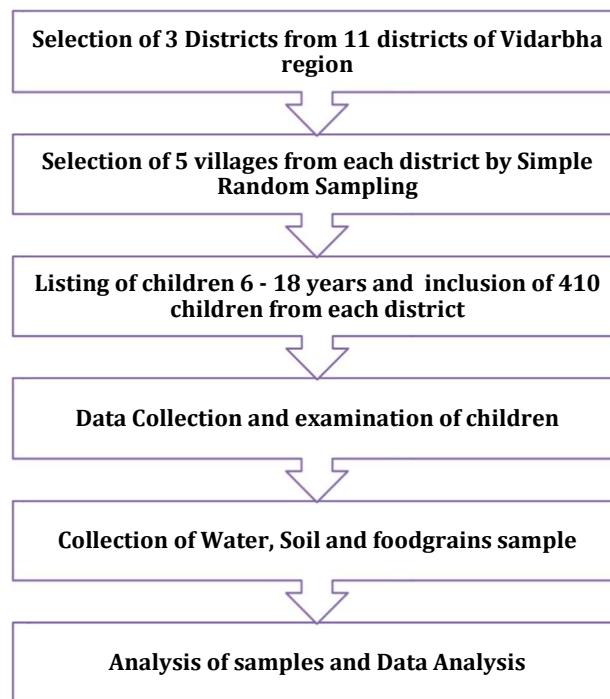 Selection of 3 Districts from 11 districts of Vidarbha
region
Selection of 5 villages from each district by Simple
Random Sampling
Listing of children 6 - 18 years and inclusion of 410
children from each district
Data Collection and examination of children
Collection of Water, Soil and foodgrains sample
Analysis of samples and Data Analysis